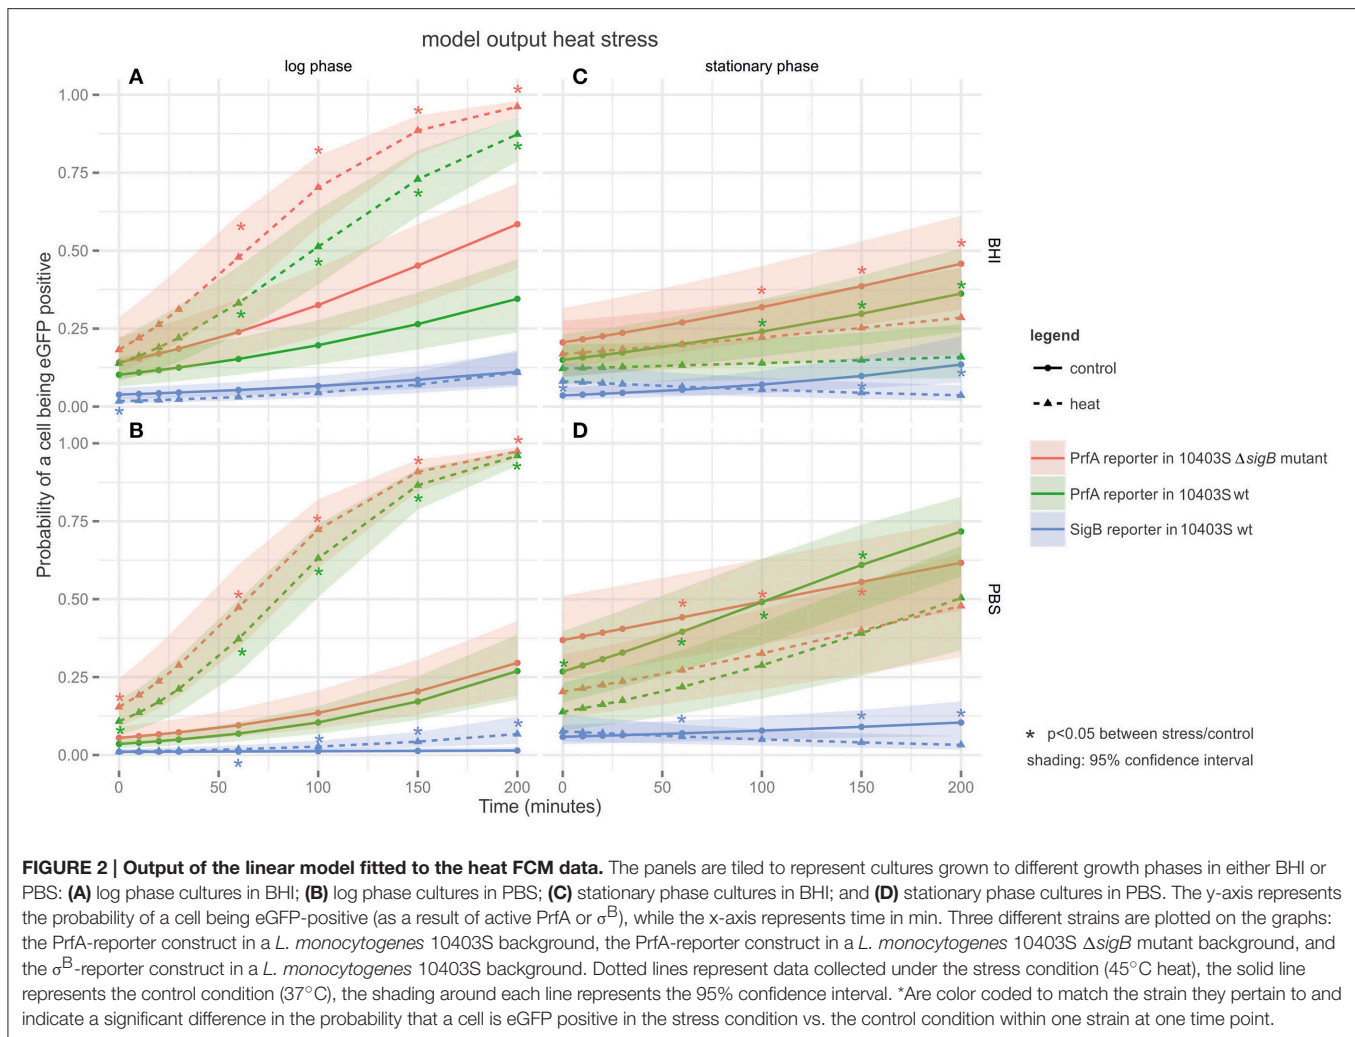 model output heat stress
log phase
stationary phase
A
C
1.00
0.75
0.50
0.25
0.00
BHI
B
D
1.00
0.75
0.50
0.25
0.00
PBS
Probability of a cell being eGFP positive
0
50
100
150
200
0
50
100
150
200
Time (minutes)
legend
control
heat
PrfA reporter in 10403S ΔsigB mutant
PrfA reporter in 10403S wt
SigB reporter in 10403S wt
* p<0.05 between stress/control
shading: 95% confidence interval
FIGURE 2 | Output of the linear model fitted to the heat FCM data. The panels are tiled to represent cultures grown to different growth phases in either BHI or
PBS: (A) log phase cultures in BHI; (B) log phase cultures in PBS; (C) stationary phase cultures in BHI; and (D) stationary phase cultures in PBS. The y-axis represents
the probability of a cell being eGFP-positive (as a result of active PrfA or σᴮ), while the x-axis represents time in min. Three different strains are plotted on the graphs:
the PrfA-reporter construct in a L. monocytogenes 10403S background, the PrfA-reporter construct in a L. monocytogenes 10403S ΔsigB mutant background, and
the σᴮ-reporter construct in a L. monocytogenes 10403S background. Dotted lines represent data collected under the stress condition (45°C heat), the solid line
represents the control condition (37°C), the shading around each line represents the 95% confidence interval. *Are color coded to match the strain they pertain to and
indicate a significant difference in the probability that a cell is eGFP positive in the stress condition vs. the control condition within one strain at one time point.